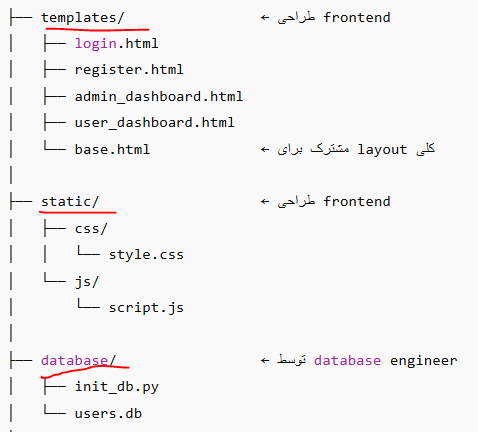 ├── templates/ ← طراحی frontend
│   ├── login.html
│   ├── register.html
│   ├── admin_dashboard.html
│   ├── user_dashboard.html
│   └── base.html ← کلی layout مشترک برای
│
├── static/ ← طراحی frontend
│   ├── css/
│   │   └── style.css
│   └── js/
│       └── script.js
│
├── database/ ← توسط database engineer
│   ├── init_db.py
│   └── users.db